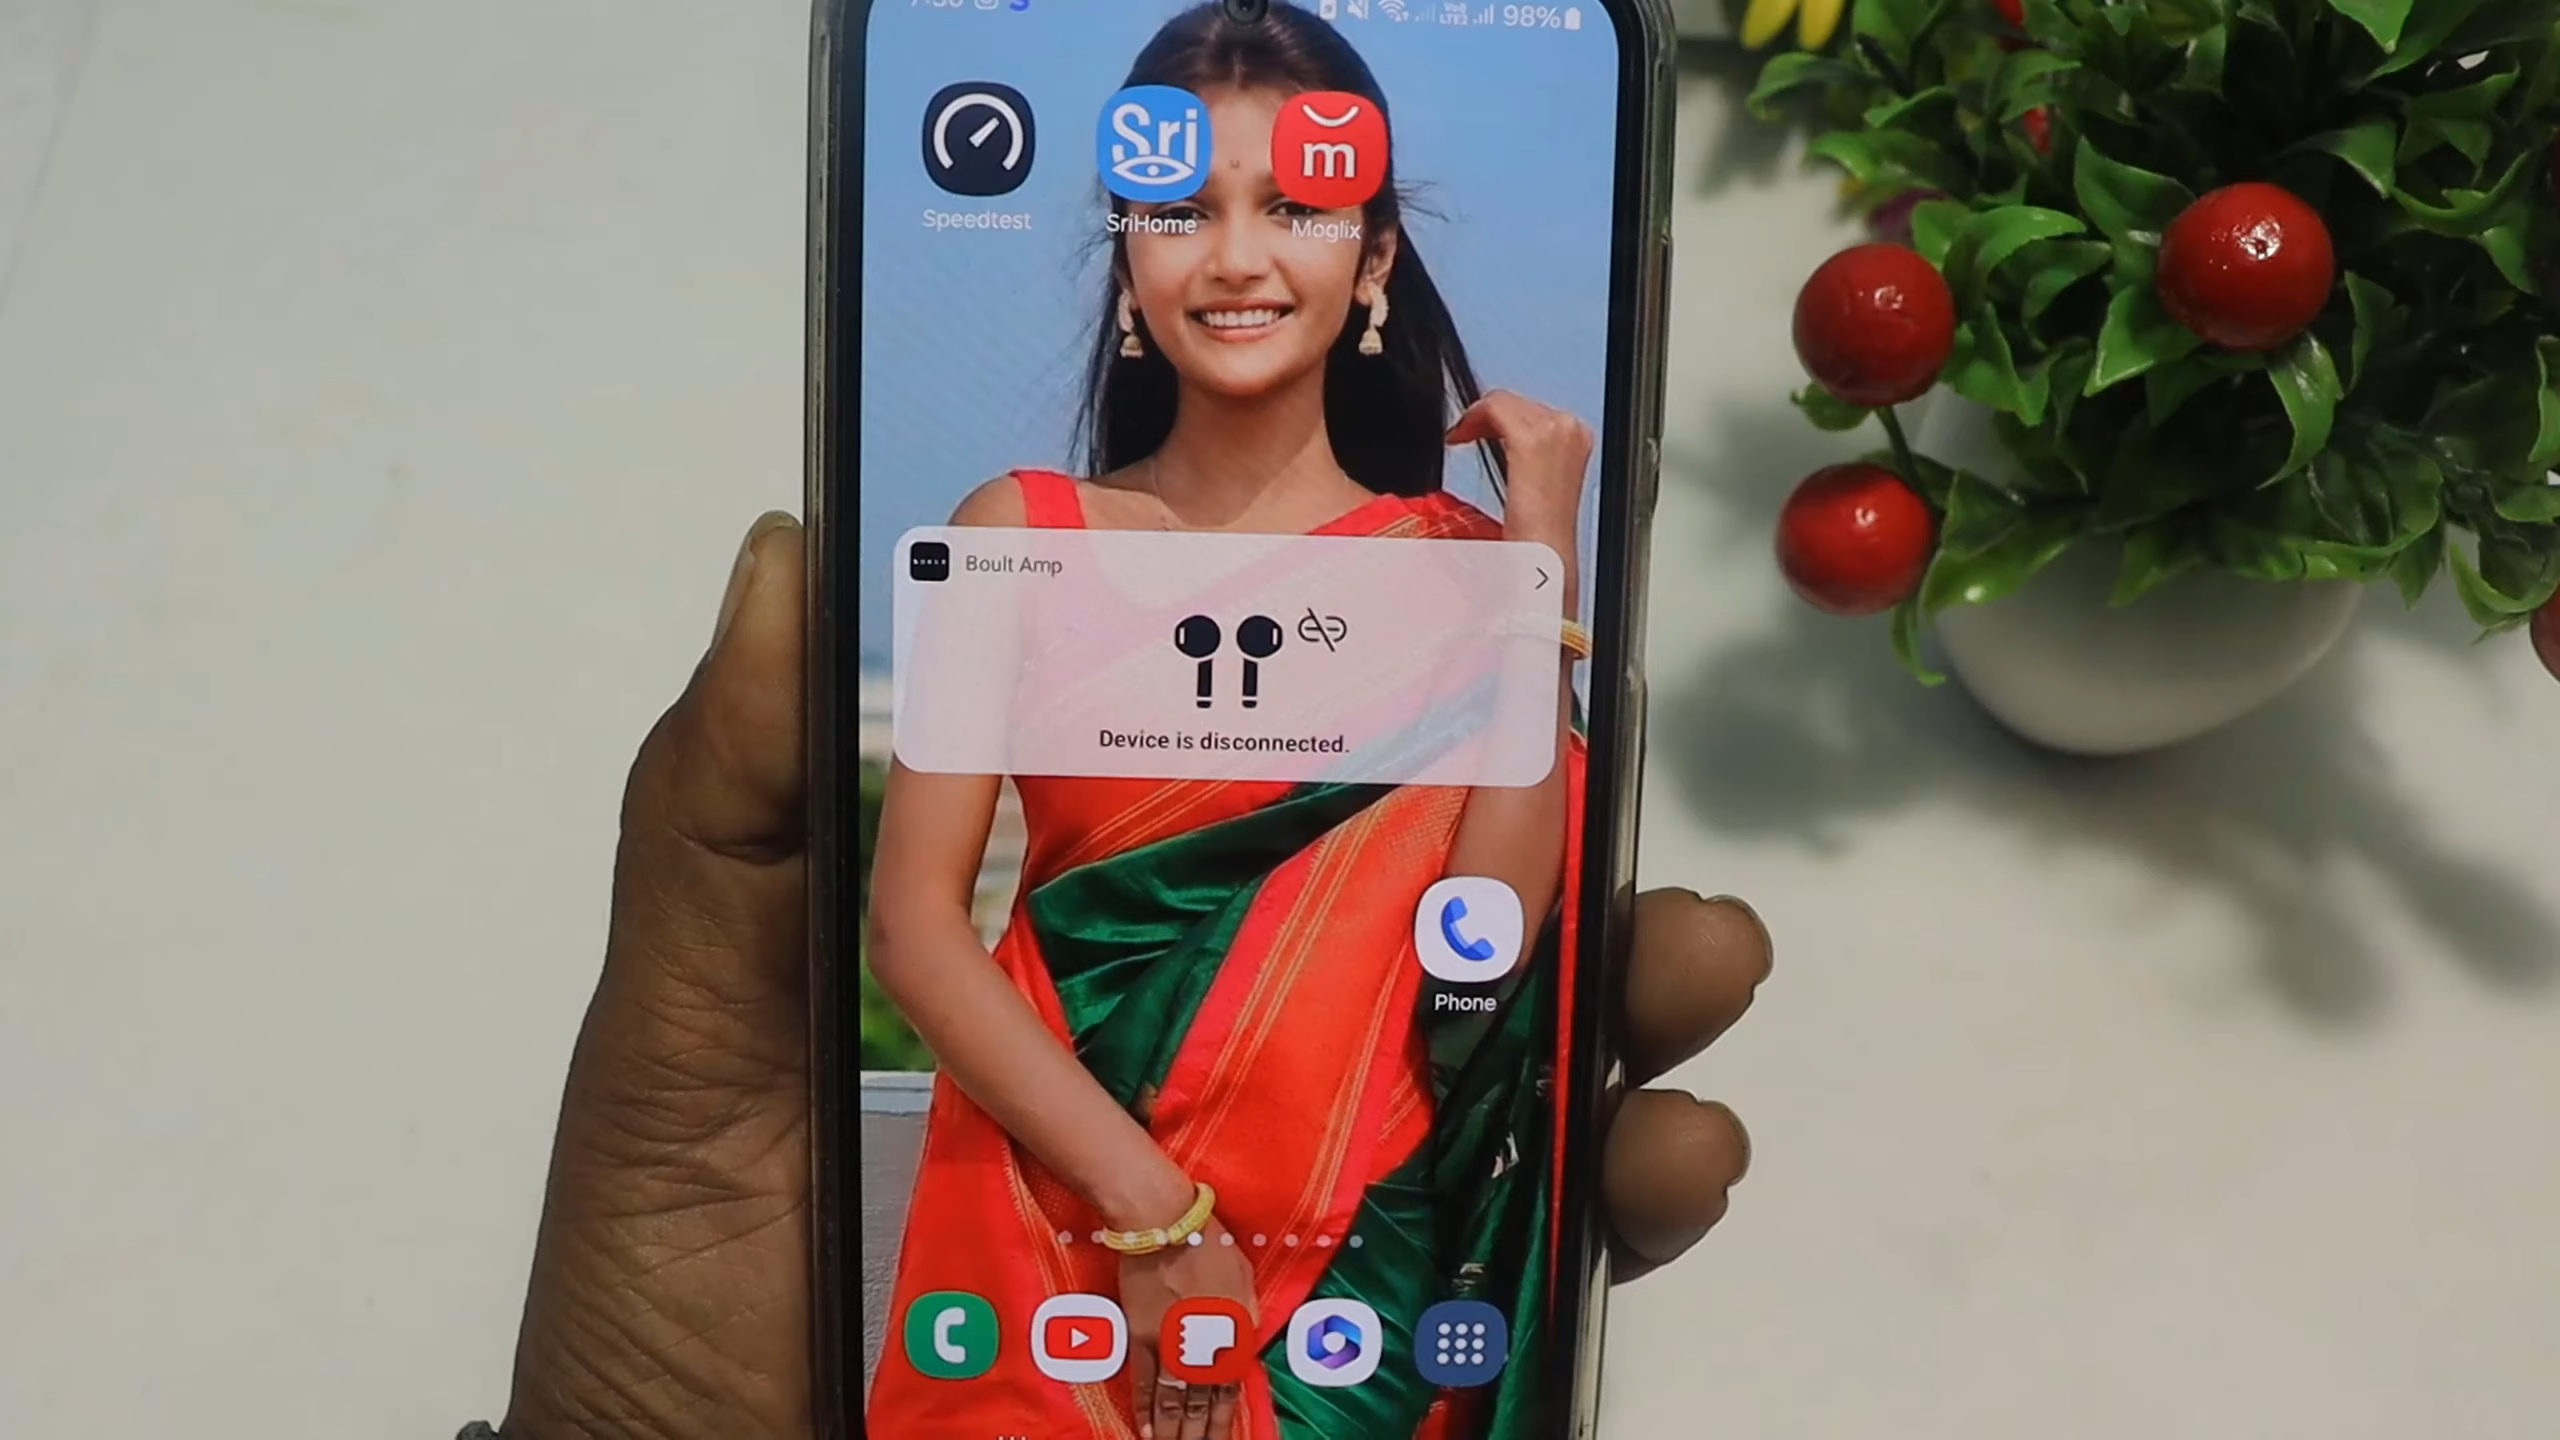 98%
Sri
m
Speedtest
SriHome
Moglix
Boult Amp
Device is disconnected.
Phone